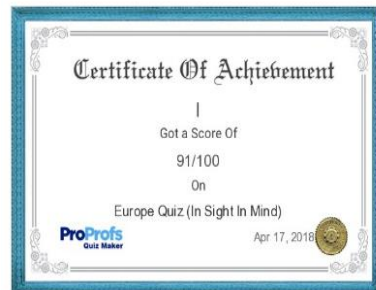 Certificate Of Achievement
I
Got a Score Of
91/100
On
Europe Quiz (In Sight In Mind)
ProProfs
Quiz Maker
Apr 17, 2018